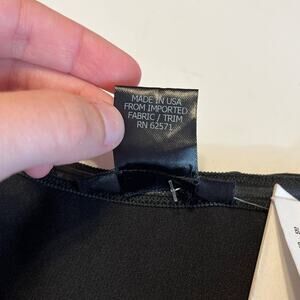 MADE IN USA
FROM IMPORTED
FABRIC / TRIM
RN 62571